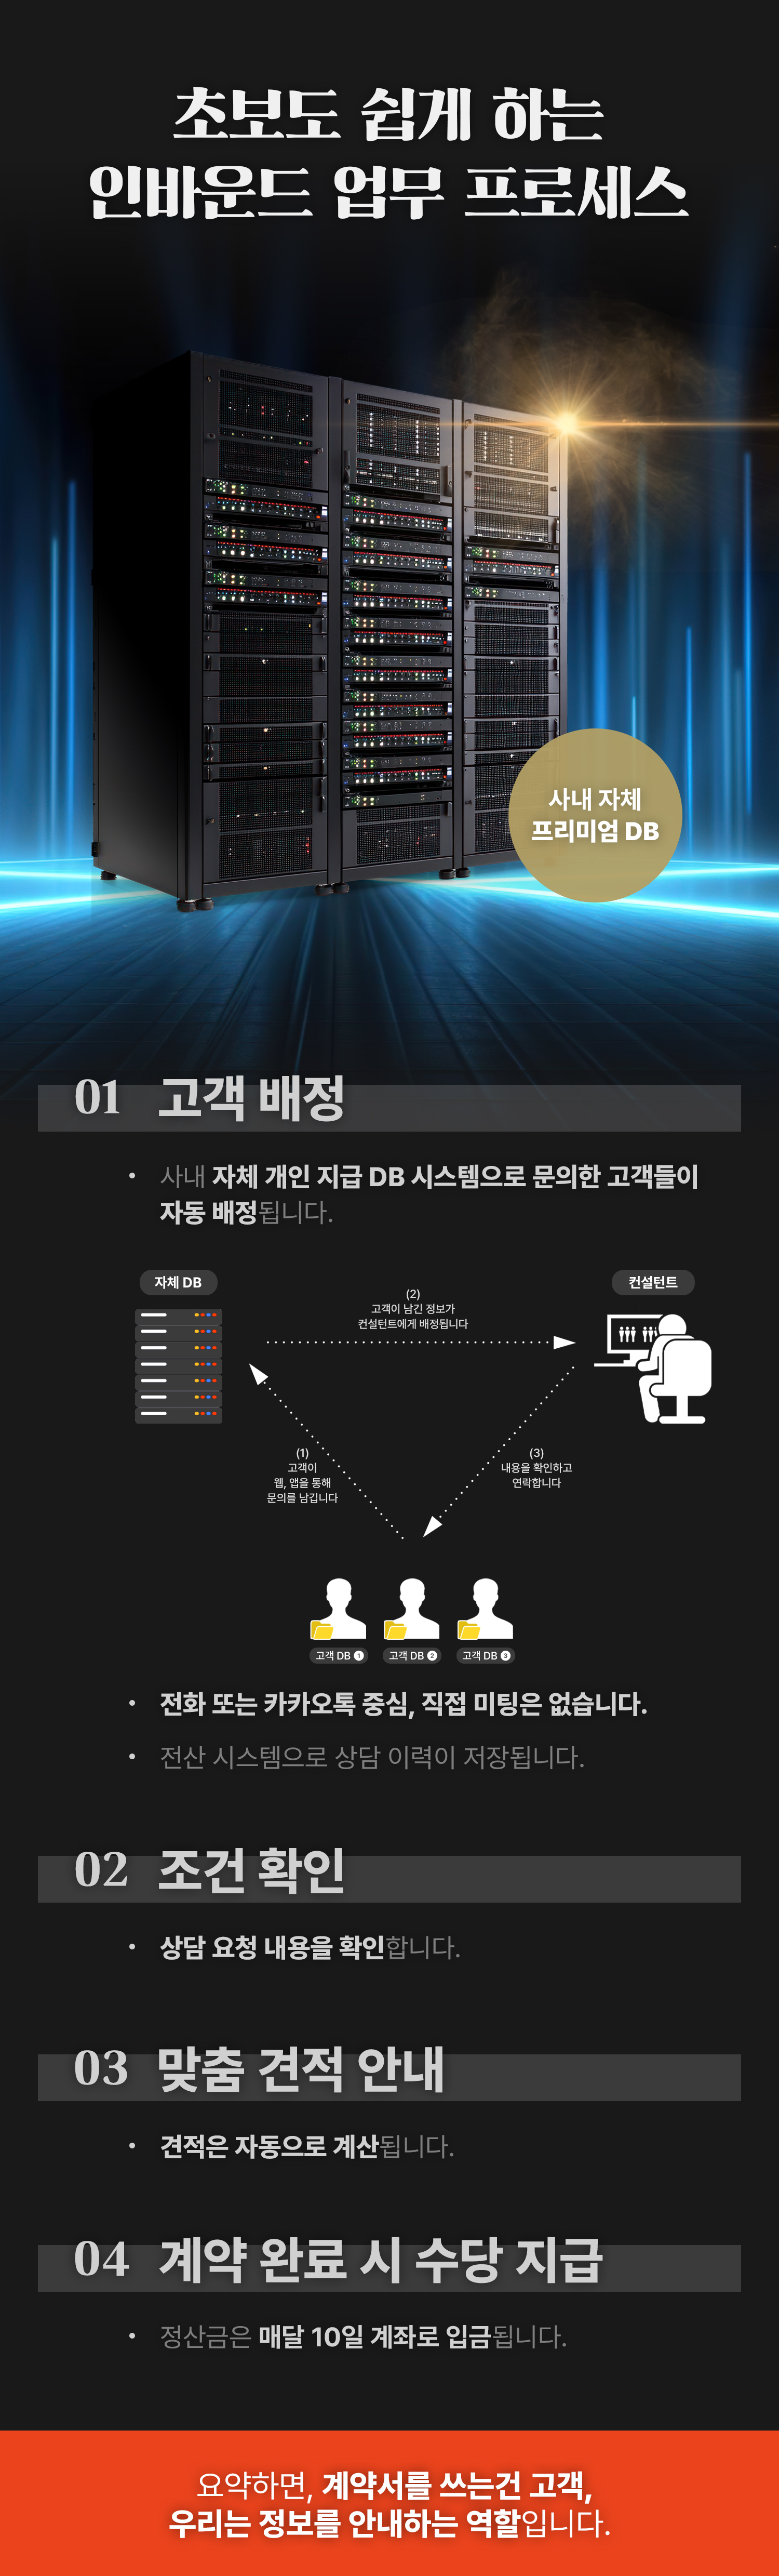 초보도 쉽게 하는
인바운드 업무 프로세스
사내 자체
프리미엄 DB
01 고객 배정
• 사내 자체 개인 지급 DB 시스템으로 문의한 고객들이
자동 배정됩니다.
자체 DB
컨설턴트
(2)
고객이 남긴 정보가
컨설턴트에게 배정됩니다
(1)
고객이
웹, 앱을 통해
문의를 남깁니다
(3)
내용을 확인하고
연락합니다
고객 DB 1
고객 DB 2
고객 DB 3
• 전화 또는 카카오톡 중심, 직접 미팅은 없습니다.
• 전산 시스템으로 상담 이력이 저장됩니다.
02 조건 확인
• 상담 요청 내용을 확인합니다.
03 맞춤 견적 안내
• 견적은 자동으로 계산됩니다.
04 계약 완료 시 수당 지급
• 정산금은 매달 10일 계좌로 입금됩니다.
요약하면, 계약서를 쓰는건 고객,
우리는 정보를 안내하는 역할입니다.